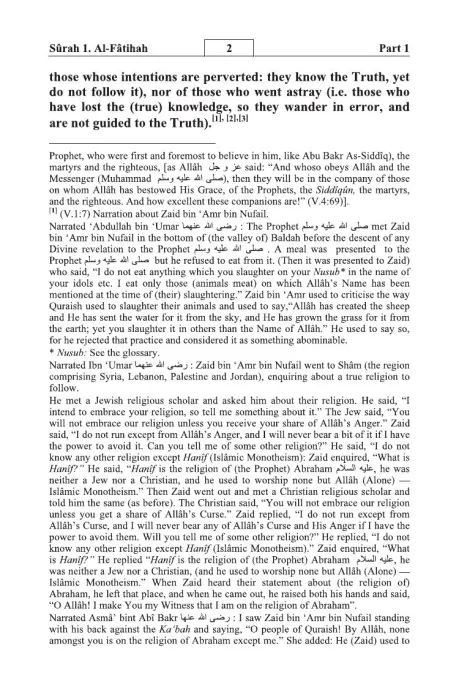 Sûrah 1. Al-Fâtihah 2 Part 1
those whose intentions are perverted: they know the Truth, yet
do not follow it), nor of those who went astray (i.e. those who
have lost the (true) knowledge, so they wander in error, and
are not guided to the Truth).[1], [2],[3]
Prophet, who were first and foremost to believe in him, like Abu Bakr As-Siddîq), the
martyrs and the righteous, [as Allâh عز و جل said: “And whoso obeys Allâh and the
Messenger (Muhammad صلى الله عليه وسلم), then they will be in the company of those
on whom Allâh has bestowed His Grace, of the Prophets, the Siddîqûn, the martyrs,
and the righteous. And how excellent these companions are!” (V.4:69)].
[1] (V.1:7) Narration about Zaid bin ‘Amr bin Nufail.
Narrated ‘Abdullah bin ‘Umar رضى الله عنهما : The Prophet صلى الله عليه وسلم met Zaid
bin ‘Amr bin Nufail in the bottom of (the valley of) Baldah before the descent of any
Divine revelation to the Prophet صلى الله عليه وسلم . A meal was presented to the
Prophet صلى الله عليه وسلم but he refused to eat from it. (Then it was presented to Zaid)
who said, “I do not eat anything which you slaughter on your Nusub* in the name of
your idols etc. I eat only those (animals meat) on which Allâh’s Name has been
mentioned at the time of (their) slaughtering.” Zaid bin ‘Amr used to criticise the way
Quraish used to slaughter their animals and used to say,“Allâh has created the sheep
and He has sent the water for it from the sky, and He has grown the grass for it from
the earth; yet you slaughter it in others than the Name of Allâh.” He used to say so,
for he rejected that practice and considered it as something abominable.
* Nusub: See the glossary.
Narrated Ibn ‘Umar رضى الله عنهما : Zaid bin ‘Amr bin Nufail went to Shâm (the region
comprising Syria, Lebanon, Palestine and Jordan), enquiring about a true religion to
follow.
He met a Jewish religious scholar and asked him about their religion. He said, “I
intend to embrace your religion, so tell me something about it.” The Jew said, “You
will not embrace our religion unless you receive your share of Allâh’s Anger.” Zaid
said, “I do not run except from Allâh’s Anger, and I will never bear a bit of it if I have
the power to avoid it. Can you tell me of some other religion?” He said, “I do not
know any other religion except Hanîf (Islâmic Monotheism): Zaid enquired, “What is
Hanîf?” He said, “Hanîf is the religion of (the Prophet) Abraham عليه السلام, he was
neither a Jew nor a Christian, and he used to worship none but Allâh (Alone) —
Islâmic Monotheism.” Then Zaid went out and met a Christian religious scholar and
told him the same (as before). The Christian said, “You will not embrace our religion
unless you get a share of Allâh’s Curse.” Zaid replied, “I do not run except from
Allâh’s Curse, and I will never bear any of Allâh’s Curse and His Anger if I have the
power to avoid them. Will you tell me of some other religion?” He replied, “I do not
know any other religion except Hanîf (Islâmic Monotheism).” Zaid enquired, “What
is Hanîf?” He replied “Hanîf is the religion of (the Prophet) Abraham عليه السلام, he
was neither a Jew nor a Christian, (and he used to worship none but Allâh (Alone) —
Islâmic Monotheism.” When Zaid heard their statement about (the religion of)
Abraham, he left that place, and when he came out, he raised both his hands and said,
“O Allâh! I make You my Witness that I am on the religion of Abraham”.
Narrated Asmâ’ bint Abî Bakr رضى الله عنها : I saw Zaid bin ‘Amr bin Nufail standing
with his back against the Ka‘bah and saying, “O people of Quraish! By Allâh, none
amongst you is on the religion of Abraham except me.” She added: He (Zaid) used to